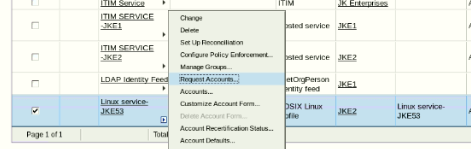 ITIM Service
ITIM
JK Enterprises
ITIM SERVICE
-JKE1
osted service
JKE1
ITIM SERVICE
-JKE2
osted service
JKE2
LDAP Identity Feed
etOrgPerson
entity feed
JKE1
Linux service-
JKE53
OSIX Linux
ofile
JKE2
Linux service-
JKE53
Change
Delete
Set Up Reconciliation
Configure Policy Enforcement...
Manage Groups...
Request Accounts...
Accounts...
Customize Account Form...
Delete Account Form...
Account Recertification Status...
Account Defaults...
Page 1 of 1
Total